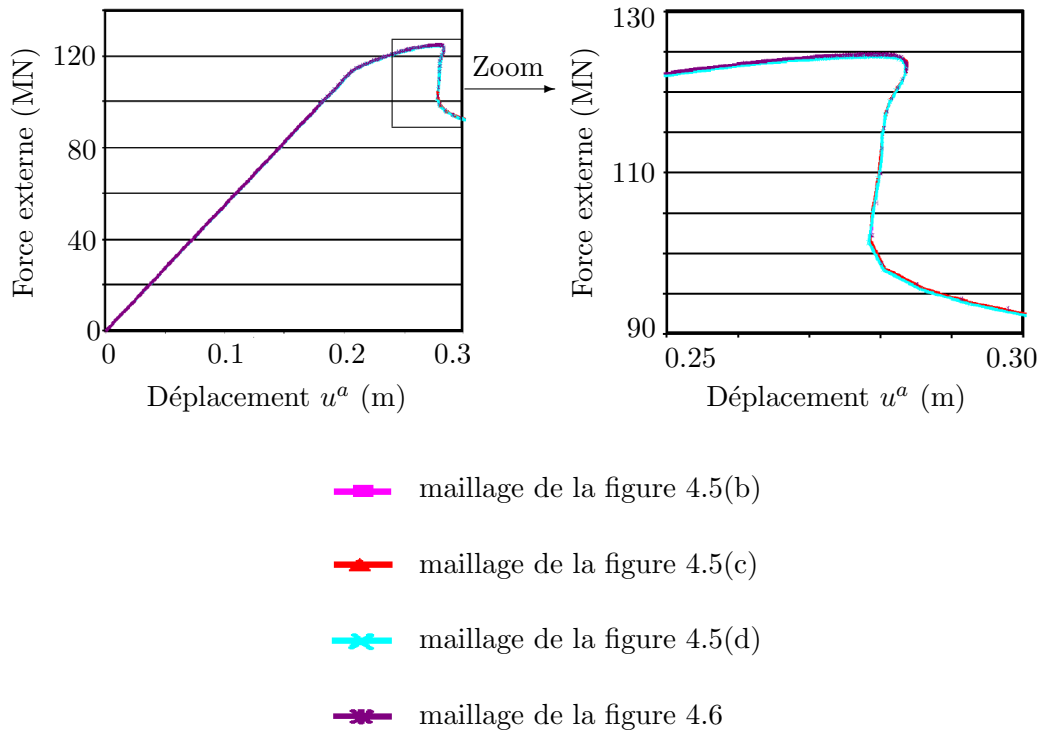 120
80
40
0
0
0.1
0.2
0.3
Force externe (MN)
Déplacement u^a (m)
Zoom
130
110
90
0.25
0.30
Force externe (MN)
Déplacement u^a (m)
maillage de la figure 4.5(b)
maillage de la figure 4.5(c)
maillage de la figure 4.5(d)
maillage de la figure 4.6